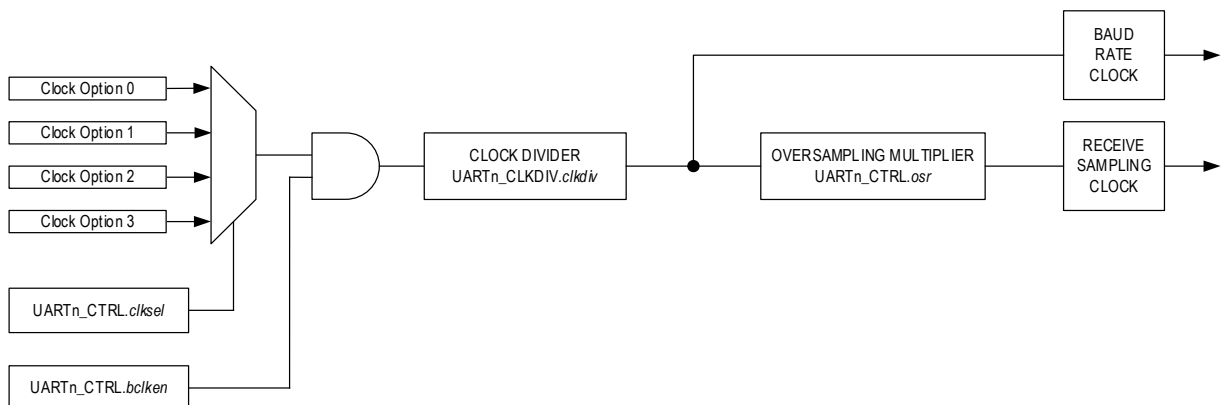 Clock Option 0
Clock Option 1
Clock Option 2
Clock Option 3
UARTn_CTRL.clksel
UARTn_CTRL.bclken
CLOCK DIVIDER
UARTn_CLKDIV.clkdiv
OVERSAMPLING MULTIPLIER
UARTn_CTRL.osr
BAUD
RATE
CLOCK
RECEIVE
SAMPLING
CLOCK